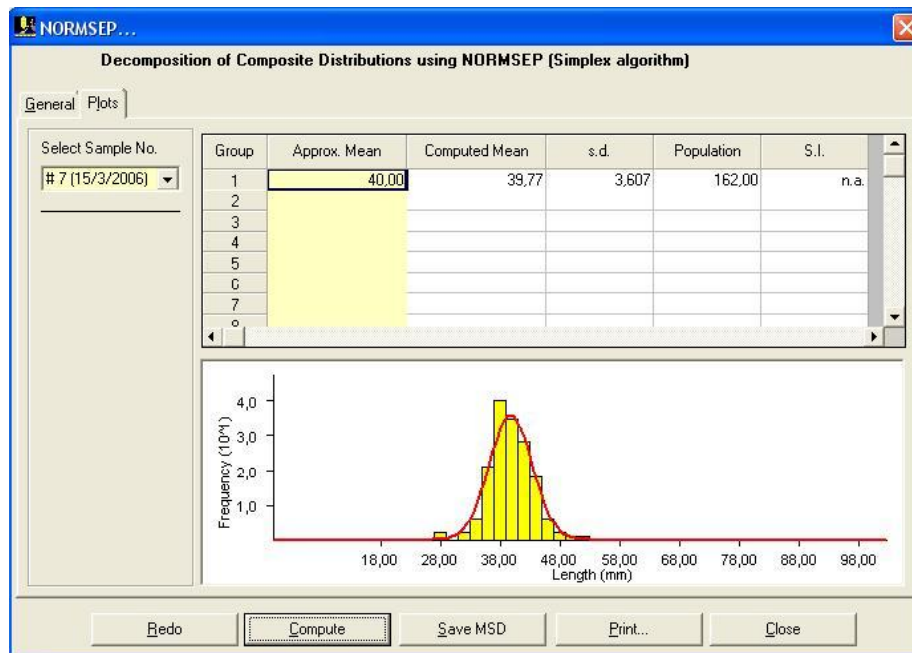 NORMSEP...
Decomposition of Composite Distributions using NORMSEP (Simplex algorithm)
General Plots
Select Sample No.
# 7 (15/3/2006)
Group Approx. Mean Computed Mean s.d. Population S.I.
1 40,00 39,77 3,607 162,00 n.a.
2
3
4
5
6
7
8
Frequency (10^1)
4,0
3,0
2,0
1,0
18,00 28,00 38,00 48,00 58,00 68,00 78,00 88,00 98,00
Length (mm)
Redo Compute Save MSD Print... Close